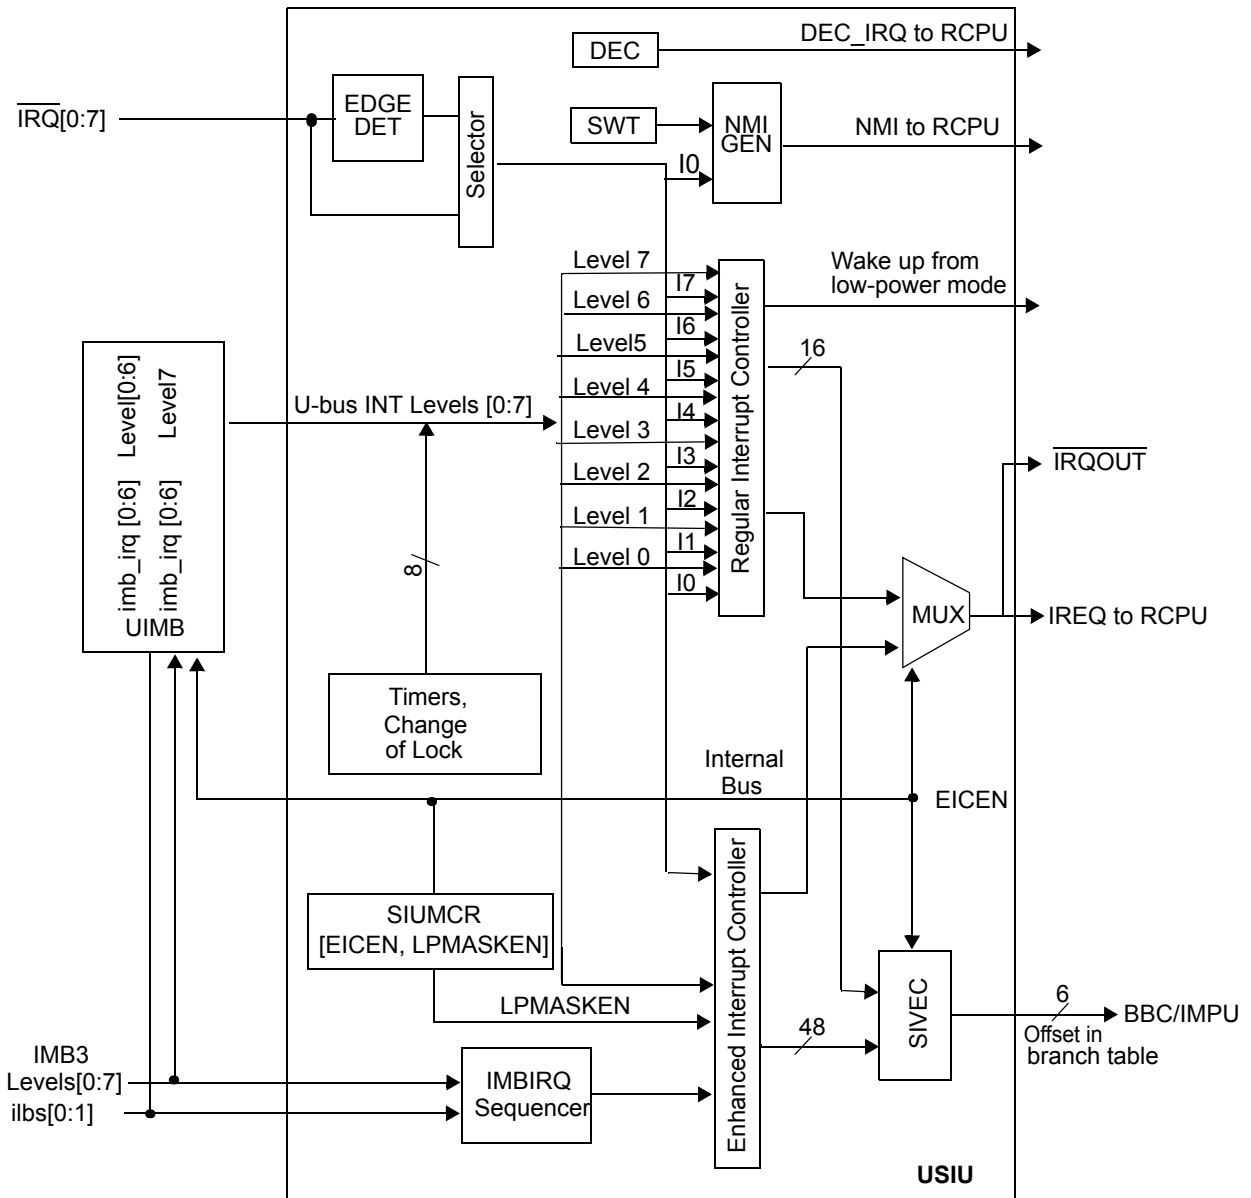 DEC_IRQ to RCPU
DEC
EDGE
DET
IRQ[0:7]
Selector
SWT
NMI
GEN
NMI to RCPU
I0
Level 7
I7
Level 6
I6
Level5
I5
Level 4
I4
Level 3
I3
Level 2
I2
Level 1
I1
Level 0
I0
Regular Interrupt Controller
Wake up from
low-power mode
16
Level[0:6]
Level7
imb_irq [0:6]
imb_irq [0:6]
UIMB
U-bus INT Levels [0:7]
8
IRQOUT
MUX
IREQ to RCPU
Timers,
Change
of Lock
Internal
Bus
EICEN
SIUMCR
[EICEN, LPMASKEN]
LPMASKEN
Enhanced Interrupt Controller
48
SIVEC
6
BBC/IMPU
Offset in
branch table
IMB3
Levels[0:7]
ilbs[0:1]
IMBIRQ
Sequencer
USIU